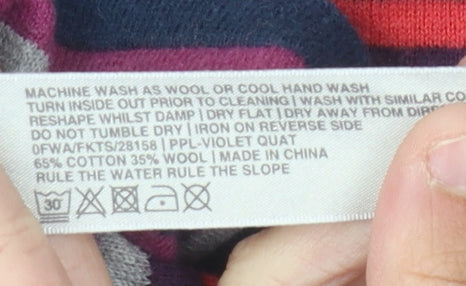 MACHINE WASH AS WOOL OR COOL HAND WASH
TURN INSIDE OUT PRIOR TO CLEANING | WASH WITH SIMILAR CO
RESHAPE WHILST DAMP | DRY FLAT | DRY AWAY FROM DIRE
DO NOT TUMBLE DRY | IRON ON REVERSE SIDE
0FWA/FKTS/28158 | PPL-VIOLET QUAT
65% COTTON 35% WOOL | MADE IN CHINA
RULE THE WATER RULE THE SLOPE
30